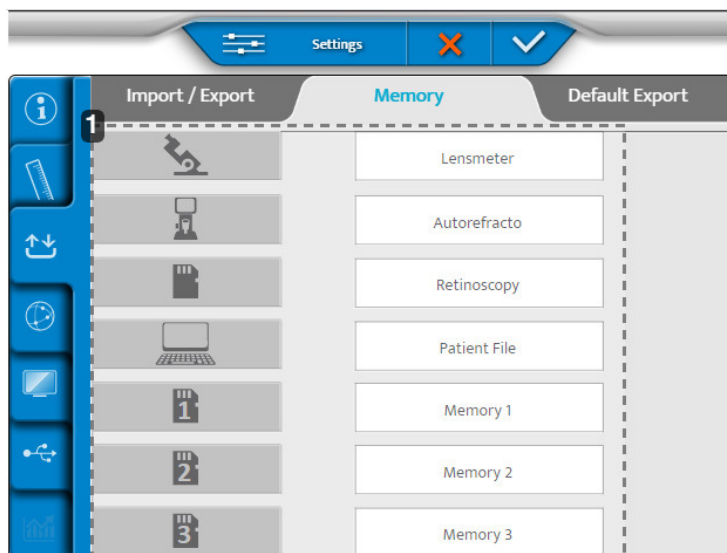 Settings
Import / Export
Memory
Default Export
1
Lensmeter
Autorefracto
Retinoscopy
Patient File
1
Memory 1
2
Memory 2
3
Memory 3